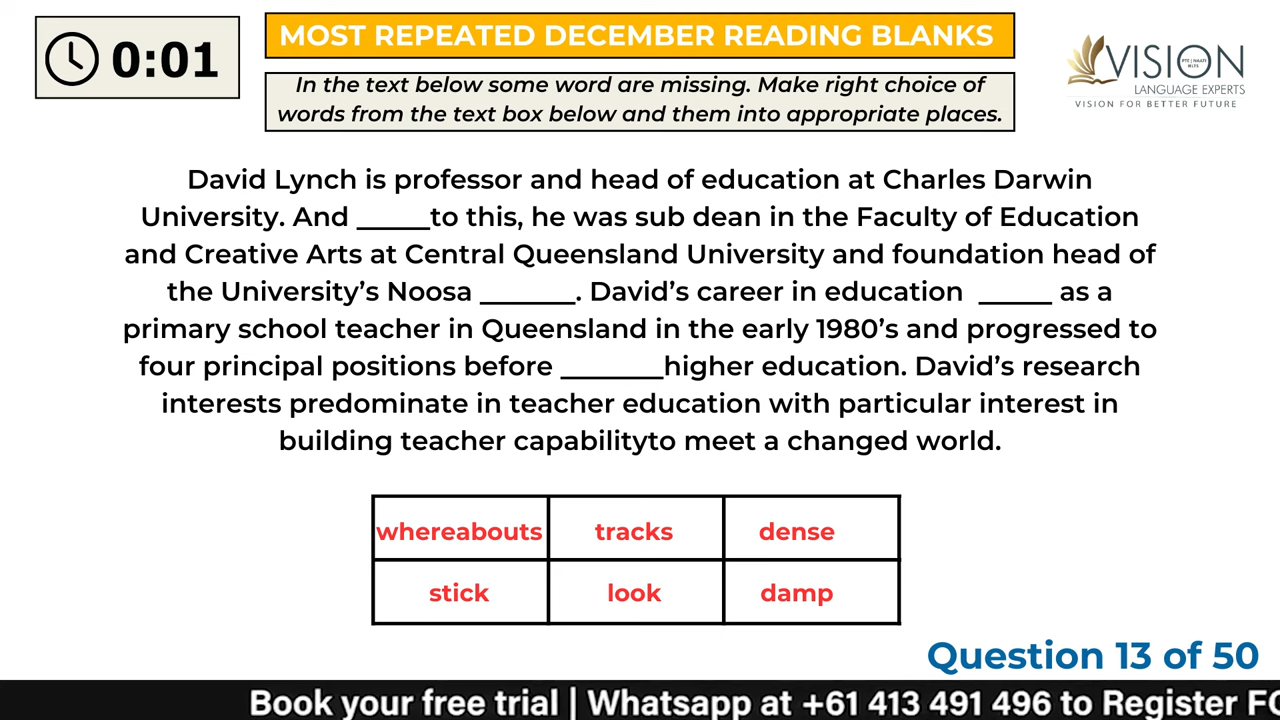 0:01
MOST REPEATED DECEMBER READING BLANKS
In the text below some word are missing. Make right choice of
words from the text box below and them into appropriate places.
VISION
PTE | NAATI
IELTS
LANGUAGE EXPERTS
VISION FOR BETTER FUTURE
David Lynch is professor and head of education at Charles Darwin
University. And _____to this, he was sub dean in the Faculty of Education
and Creative Arts at Central Queensland University and foundation head of
the University's Noosa _______. David's career in education _____ as a
primary school teacher in Queensland in the early 1980's and progressed to
four principal positions before _______higher education. David's research
interests predominate in teacher education with particular interest in
building teacher capabilityto meet a changed world.
whereabouts tracks dense
stick look damp
Question 13 of 50
Book your free trial | Whatsapp at +61 413 491 496 to Register FO